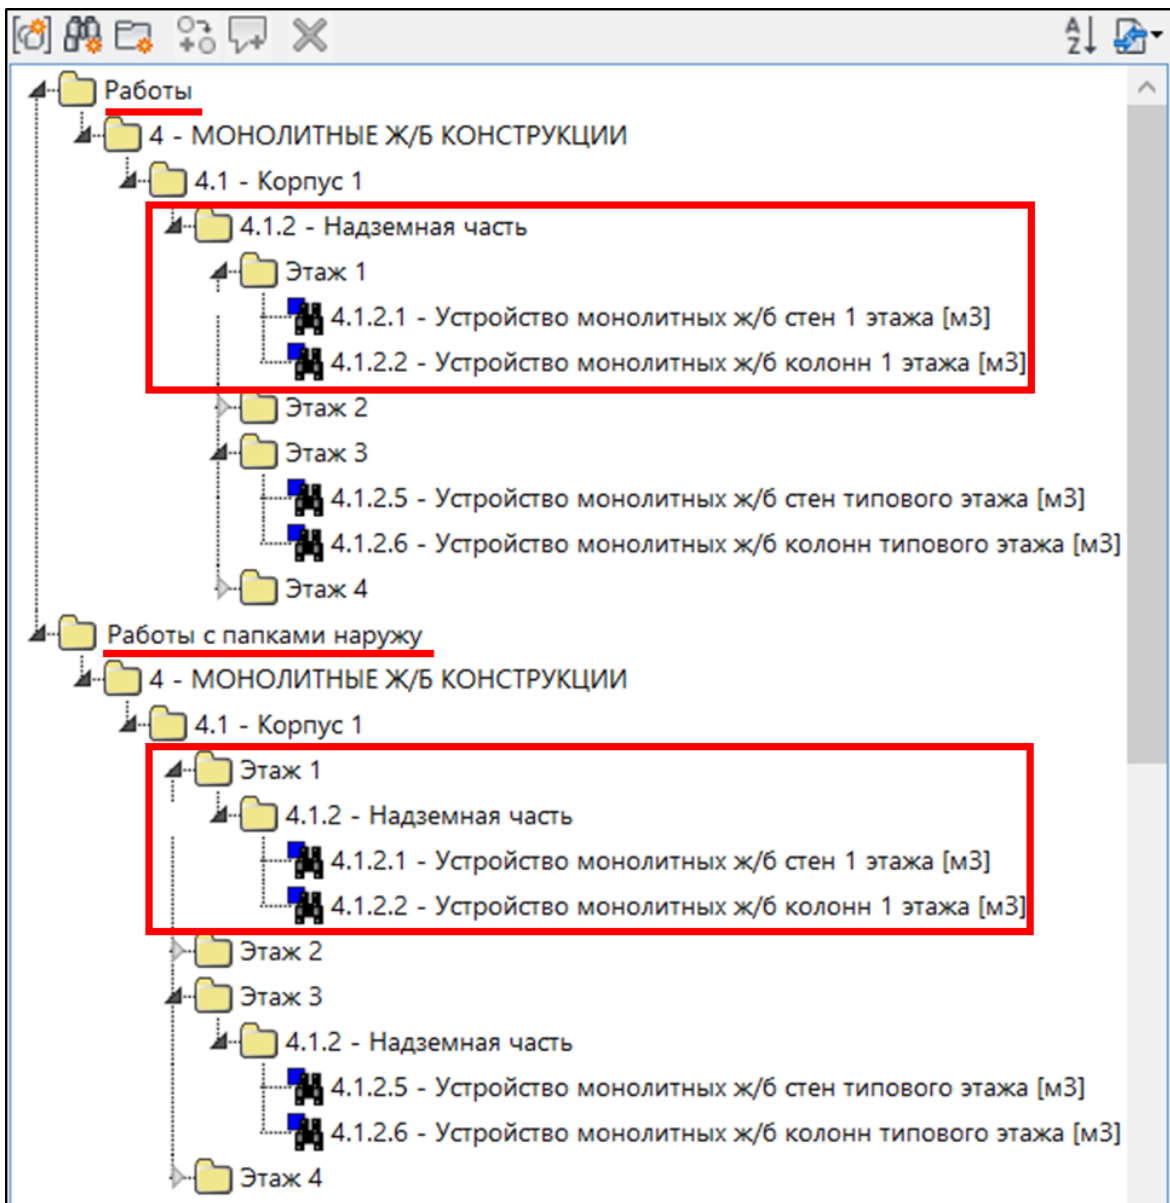 A
Z
Работы
4 - МОНОЛИТНЫЕ Ж/Б КОНСТРУКЦИИ
4.1 - Корпус 1
4.1.2 - Надземная часть
Этаж 1
4.1.2.1 - Устройство монолитных ж/б стен 1 этажа [м3]
4.1.2.2 - Устройство монолитных ж/б колонн 1 этажа [м3]
Этаж 2
Этаж 3
4.1.2.5 - Устройство монолитных ж/б стен типового этажа [м3]
4.1.2.6 - Устройство монолитных ж/б колонн типового этажа [м3]
Этаж 4
Работы с папками наружу
4 - МОНОЛИТНЫЕ Ж/Б КОНСТРУКЦИИ
4.1 - Корпус 1
Этаж 1
4.1.2 - Надземная часть
4.1.2.1 - Устройство монолитных ж/б стен 1 этажа [м3]
4.1.2.2 - Устройство монолитных ж/б колонн 1 этажа [м3]
Этаж 2
Этаж 3
4.1.2 - Надземная часть
4.1.2.5 - Устройство монолитных ж/б стен типового этажа [м3]
4.1.2.6 - Устройство монолитных ж/б колонн типового этажа [м3]
Этаж 4